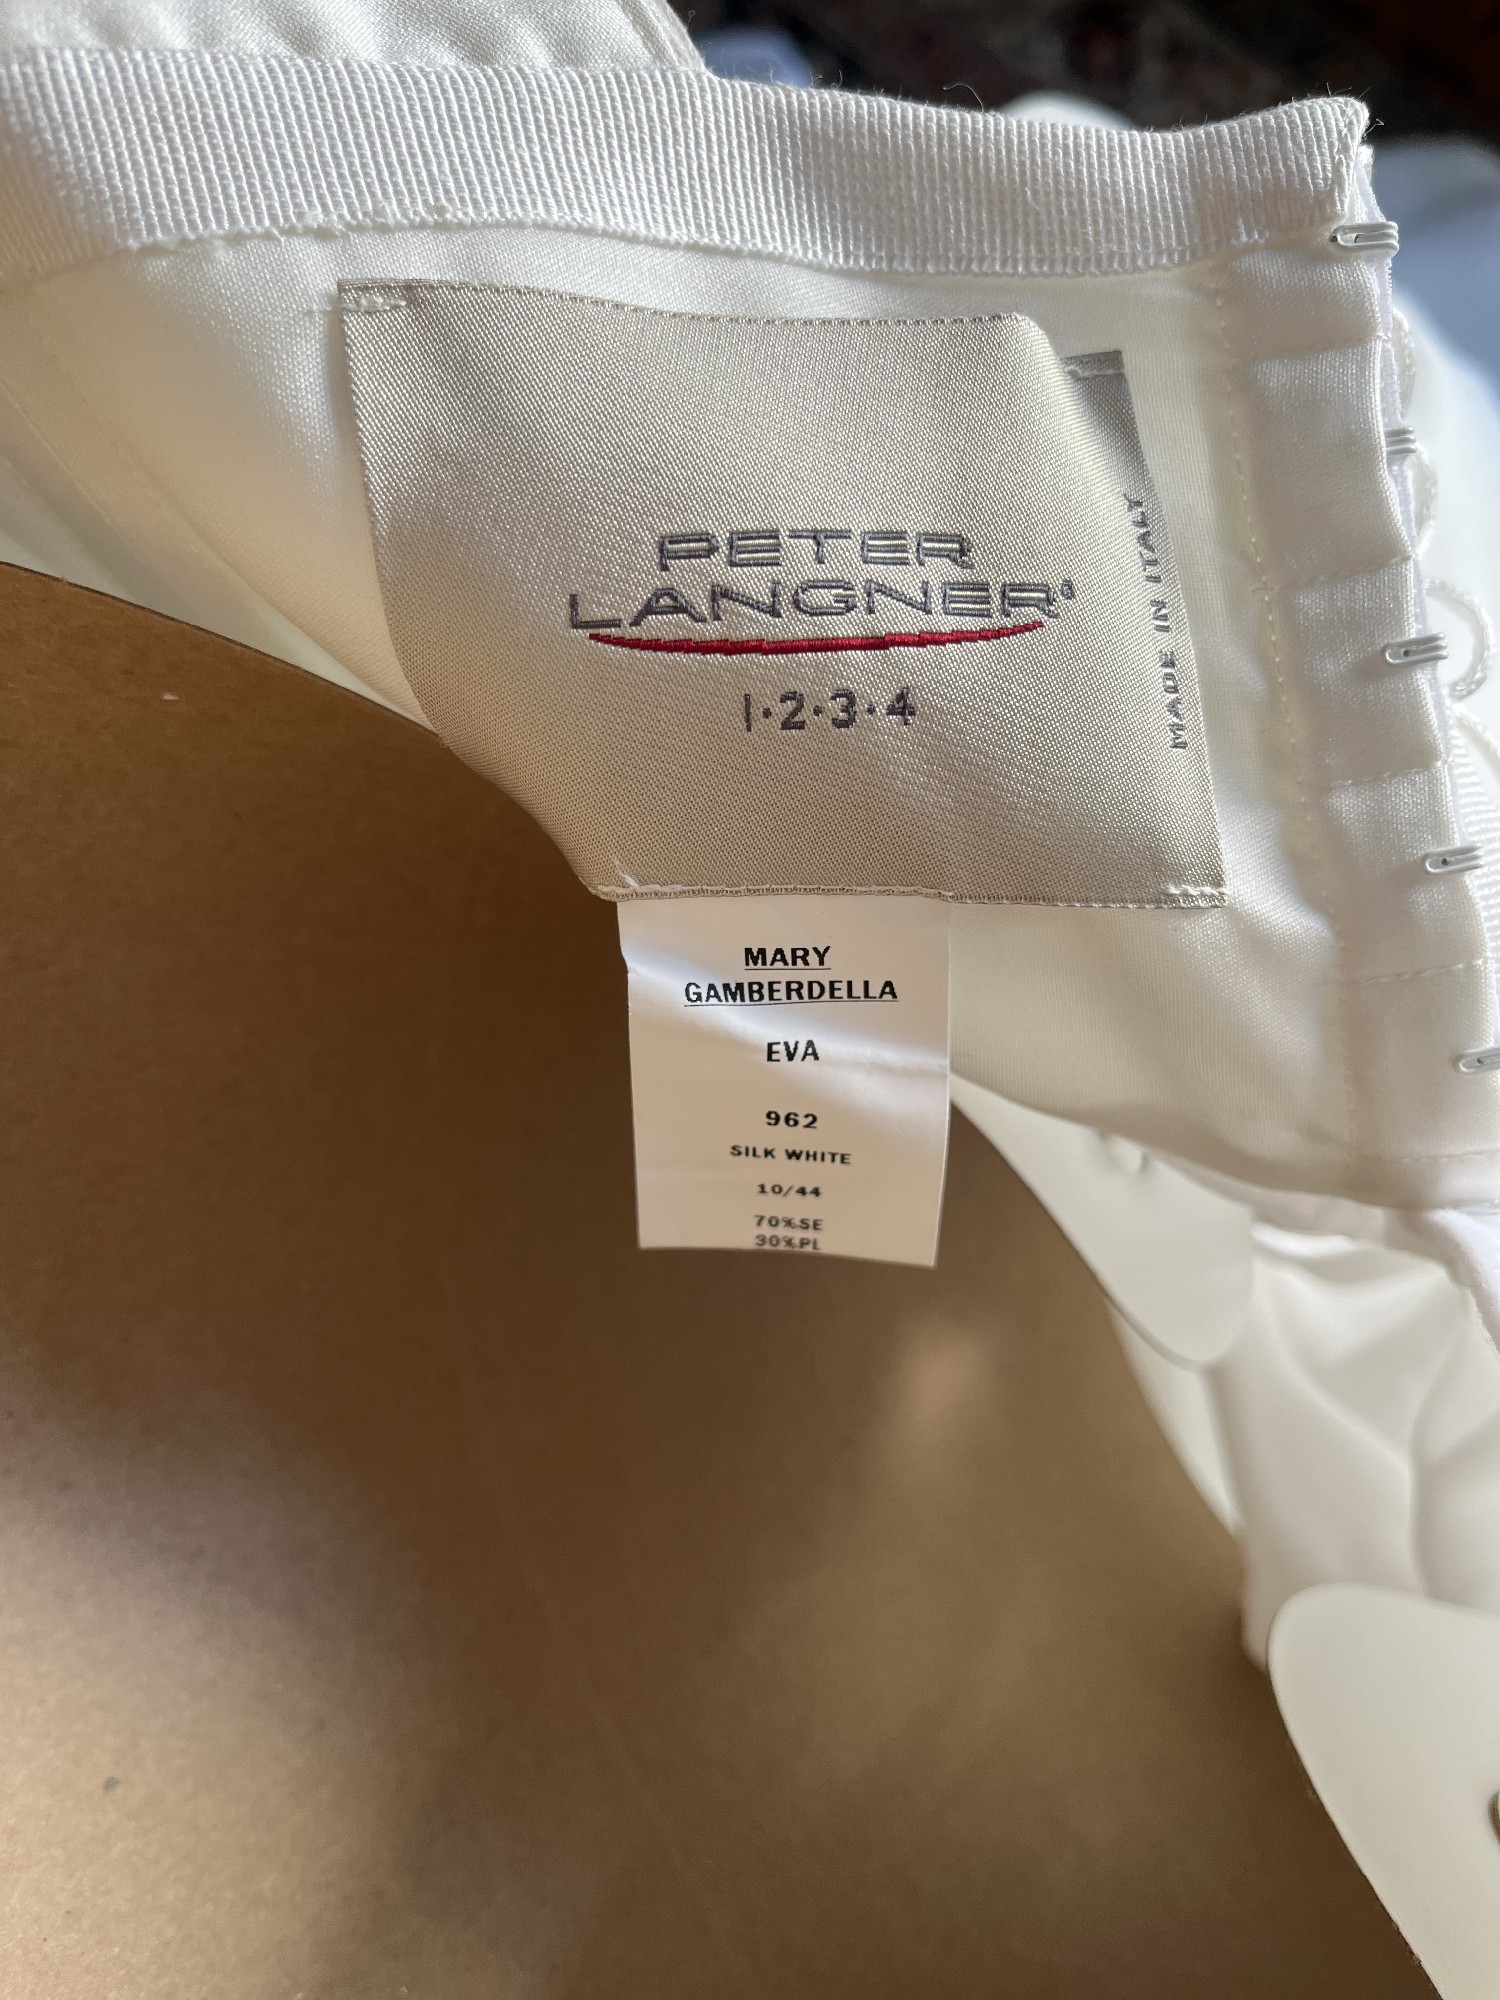 PETER
LANGNER
1·2·3·4
MADE IN ITALY
MARY
GAMBERDELLA
EVA
962
SILK WHITE
10/44
70%SE
30%PL